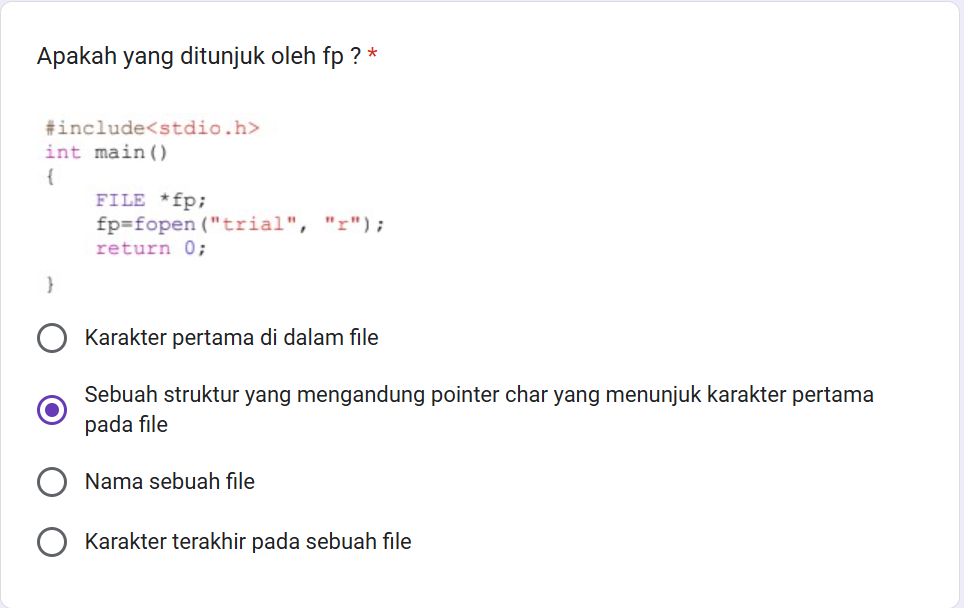 Apakah yang ditunjuk oleh fp ? *
#include<stdio.h>
int main()
{
FILE *fp;
fp=fopen("trial", "r");
return 0;
}
Karakter pertama di dalam file
Sebuah struktur yang mengandung pointer char yang menunjuk karakter pertama
pada file
Nama sebuah file
Karakter terakhir pada sebuah file